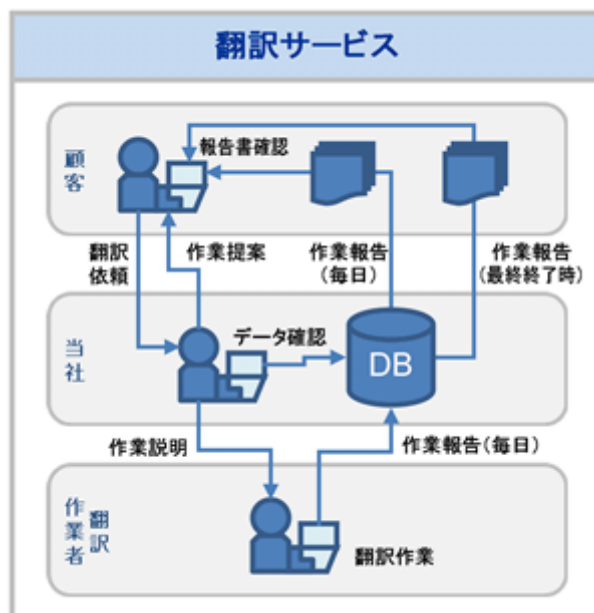 翻訳サービス
顧客
報告書確認
翻訳
依頼
作業提案
作業報告
(毎日)
作業報告
(最終終了時)
当社
データ確認
DB
作業説明
作業報告(毎日)
翻訳
作業者
翻訳作業